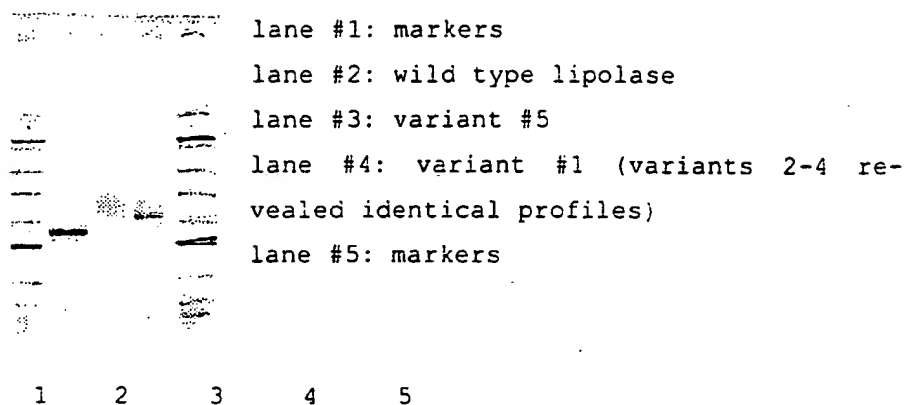 lane #1: markers
lane #2: wild type lipolase
lane #3: variant #5
lane #4: variant #1 (variants 2-4 re-
vealed identical profiles)
lane #5: markers
1 2 3 4 5